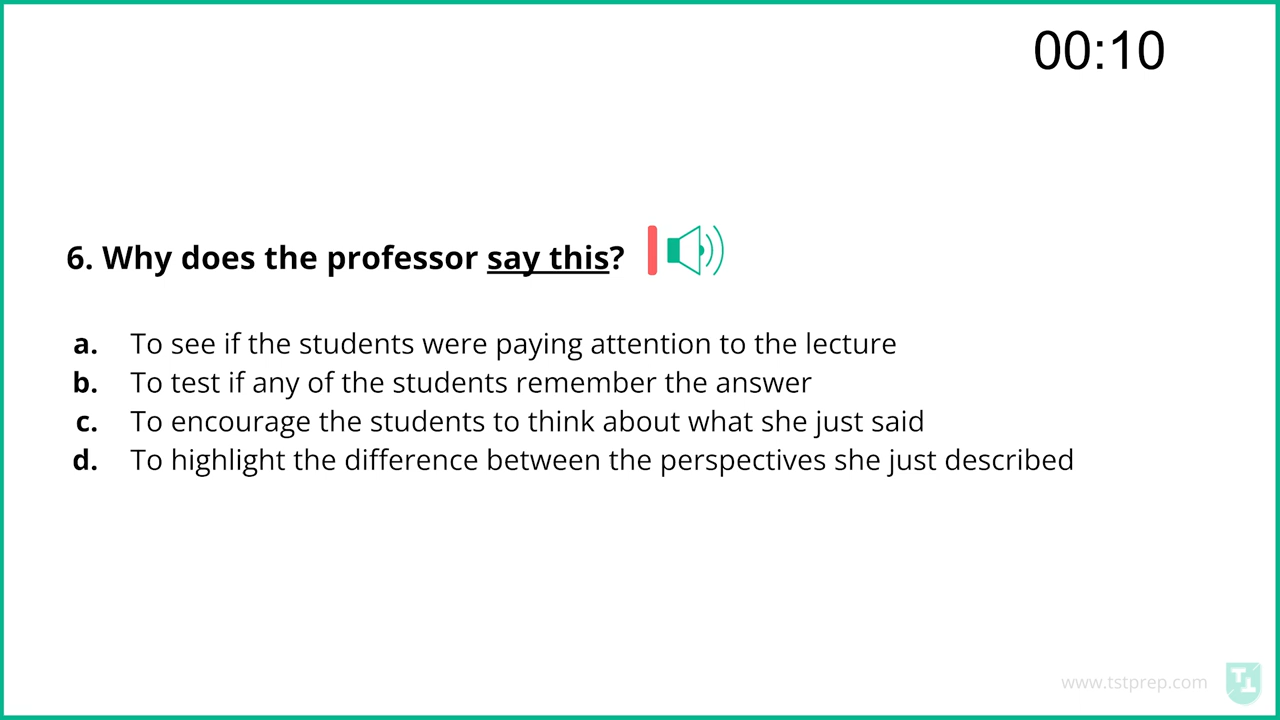 00:10
6. Why does the professor say this?
a. To see if the students were paying attention to the lecture
b. To test if any of the students remember the answer
c. To encourage the students to think about what she just said
d. To highlight the difference between the perspectives she just described
www.tstprep.com